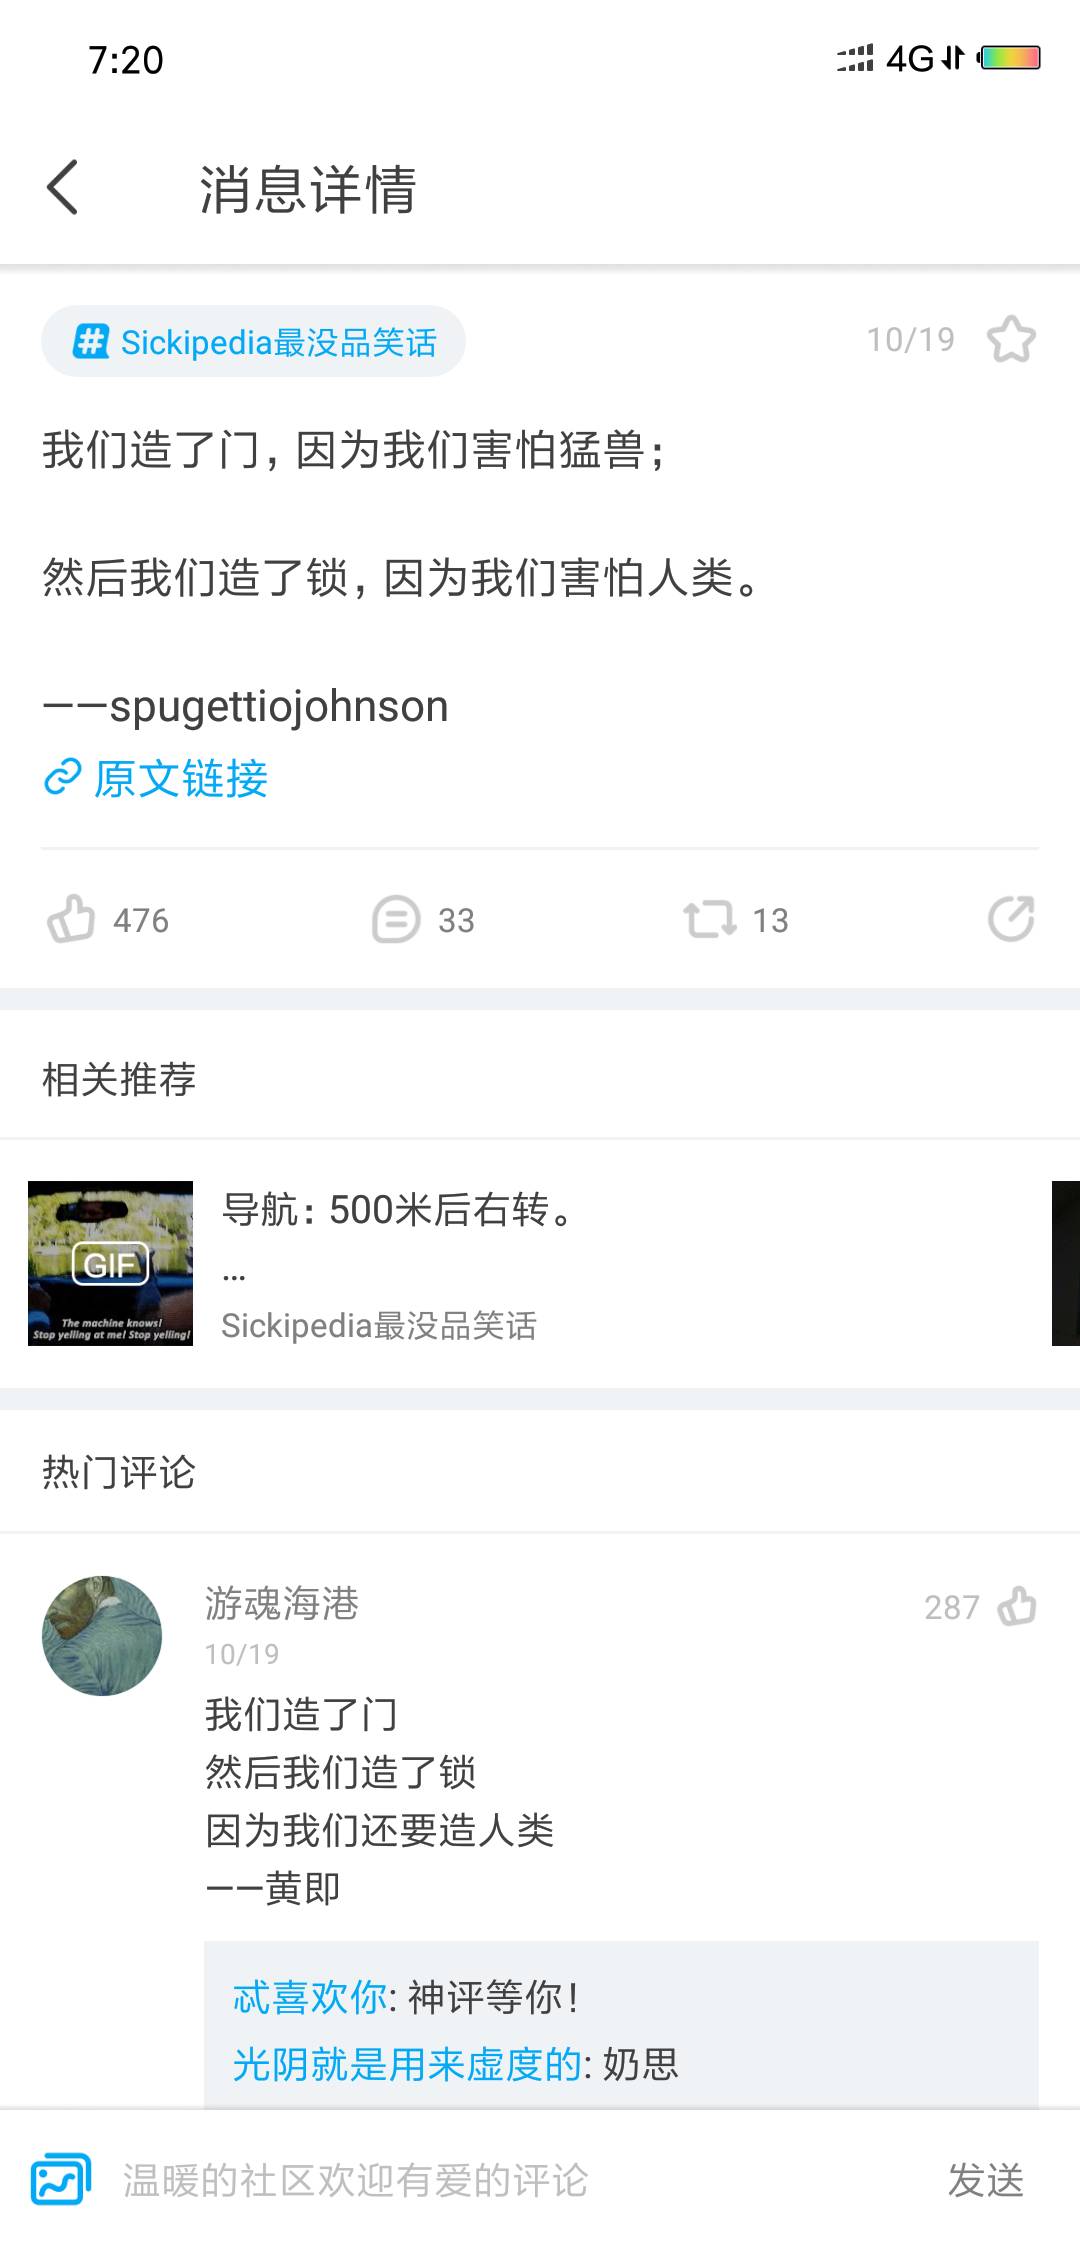 7:20
4G
消息详情
Sickipedia最没品笑话
10/19
我们造了门，因为我们害怕猛兽；
然后我们造了锁，因为我们害怕人类。
——spugettiojohnson
原文链接
476
33
13
相关推荐
导航：500米后右转。
...
Sickipedia最没品笑话
GIF
The machine knows!
Stop yelling at me! Stop yelling!
热门评论
游魂海港
287
10/19
我们造了门
然后我们造了锁
因为我们还要造人类
——黄即
忒喜欢你: 神评等你！
光阴就是用来虚度的: 奶思
温暖的社区欢迎有爱的评论
发送